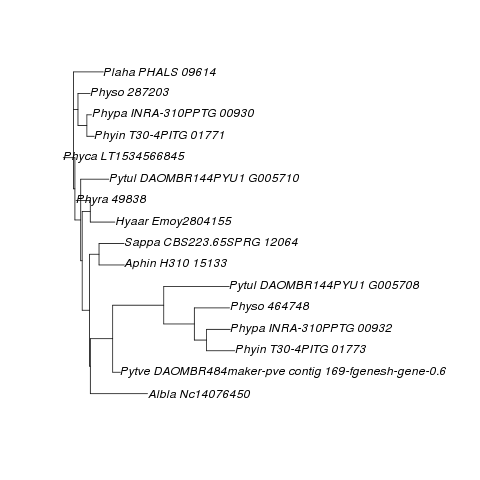 Plaha PHALS 09614
Physo 287203
Phypa INRA-310PPTG 00930
Phyin T30-4PITG 01771
Phyca LT1534566845
Pytul DAOMBR144PYU1 G005710
Phyra 49838
Hyaar Emoy2804155
Sappa CBS223.65SPRG 12064
Aphin H310 15133
Pytul DAOMBR144PYU1 G005708
Physo 464748
Phypa INRA-310PPTG 00932
Phyin T30-4PITG 01773
Pytve DAOMBR484maker-pve contig 169-fgenesh-gene-0.6
Albla Nc14076450